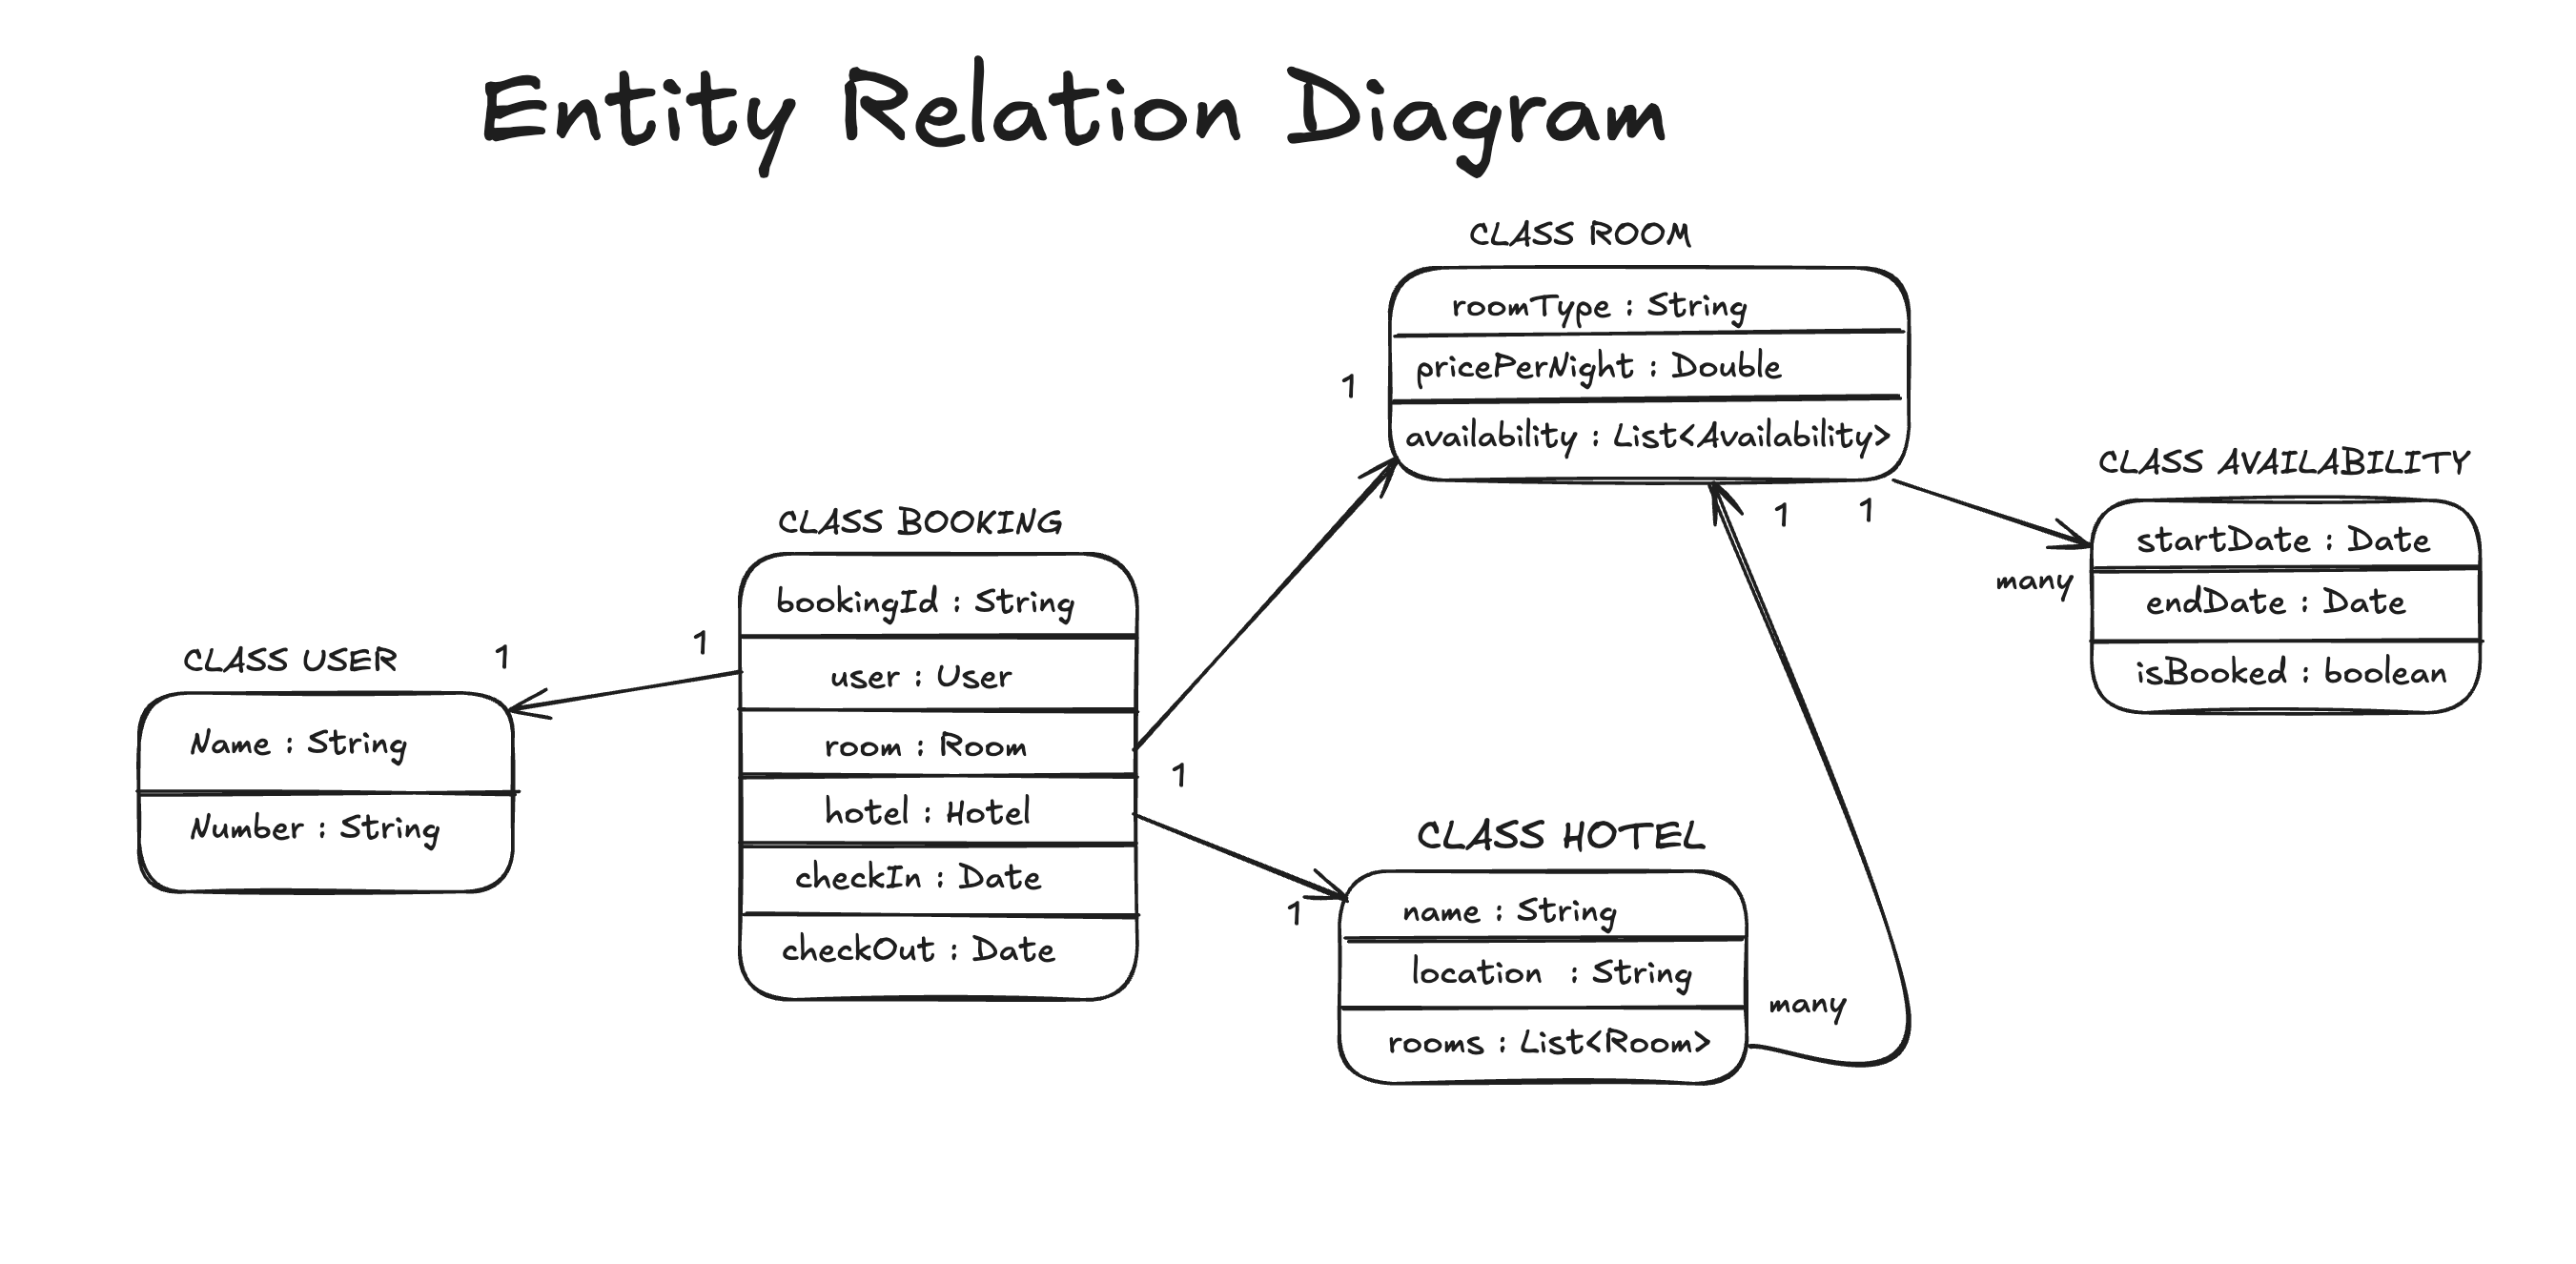 Entity Relation Diagram
CLASS ROOM
roomType : String
pricePerNight : Double
1
availability : List<Availability>
CLASS AVAILABILITY
1
1
startDate : Date
many
endDate : Date
isBooked : boolean
CLASS BOOKING
bookingId : String
1
user : User
room : Room
1
hotel : Hotel
checkIn : Date
checkOut : Date
CLASS USER
1
Name : String
Number : String
CLASS HOTEL
1
name : String
location : String
many
rooms : List<Room>